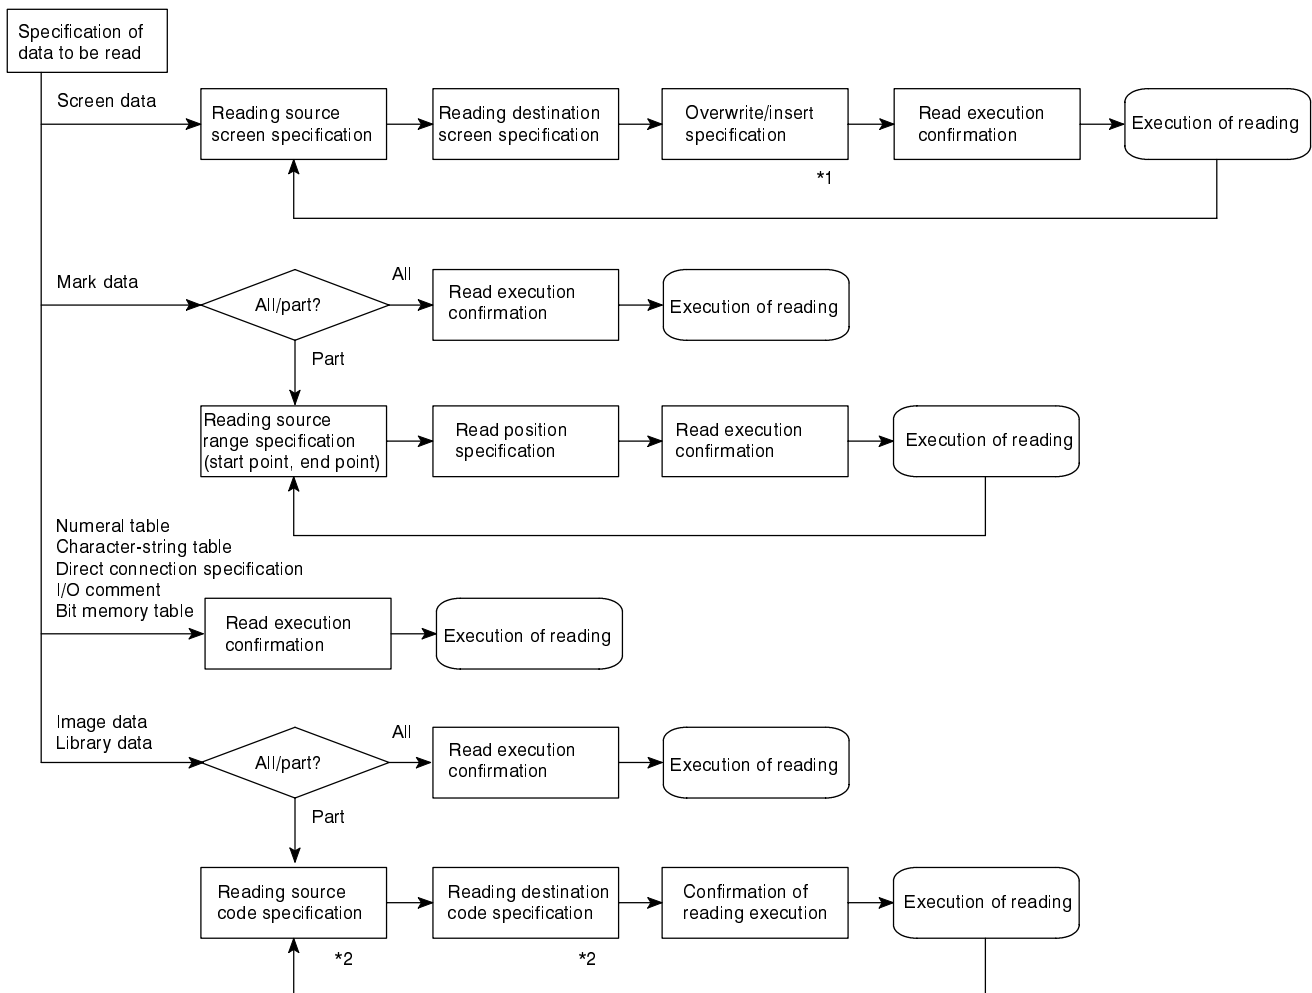 Specification of
data to be read
Screen data
Reading source
screen specification
Reading destination
screen specification
Overwrite/insert
specification
Read execution
confirmation
Execution of reading
*1
Mark data
All/part?
All
Read execution
confirmation
Execution of reading
Part
Reading source
range specification
(start point, end point)
Read position
specification
Read execution
confirmation
Execution of reading
Numeral table
Character-string table
Direct connection specification
I/O comment
Bit memory table
Read execution
confirmation
Execution of reading
Image data
Library data
All/part?
All
Read execution
confirmation
Execution of reading
Part
Reading source
code specification
Reading destination
code specification
Confirmation of
reading execution
Execution of reading
*2
*2